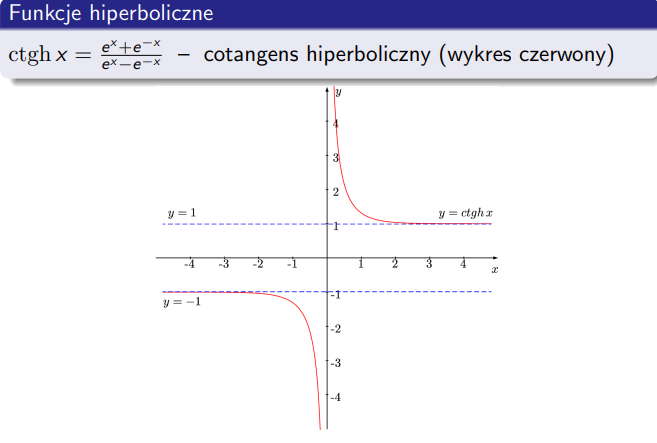 Funkcje hiperboliczne
ctgh x = \frac{e^x+e^{-x}}{e^x-e^{-x}} – cotangens hiperboliczny (wykres czerwony)
y
4
3
2
y = 1
y = ctgh x
1
-4 -3 -2 -1 1 2 3 4
x
-1
y = −1
-2
-3
-4